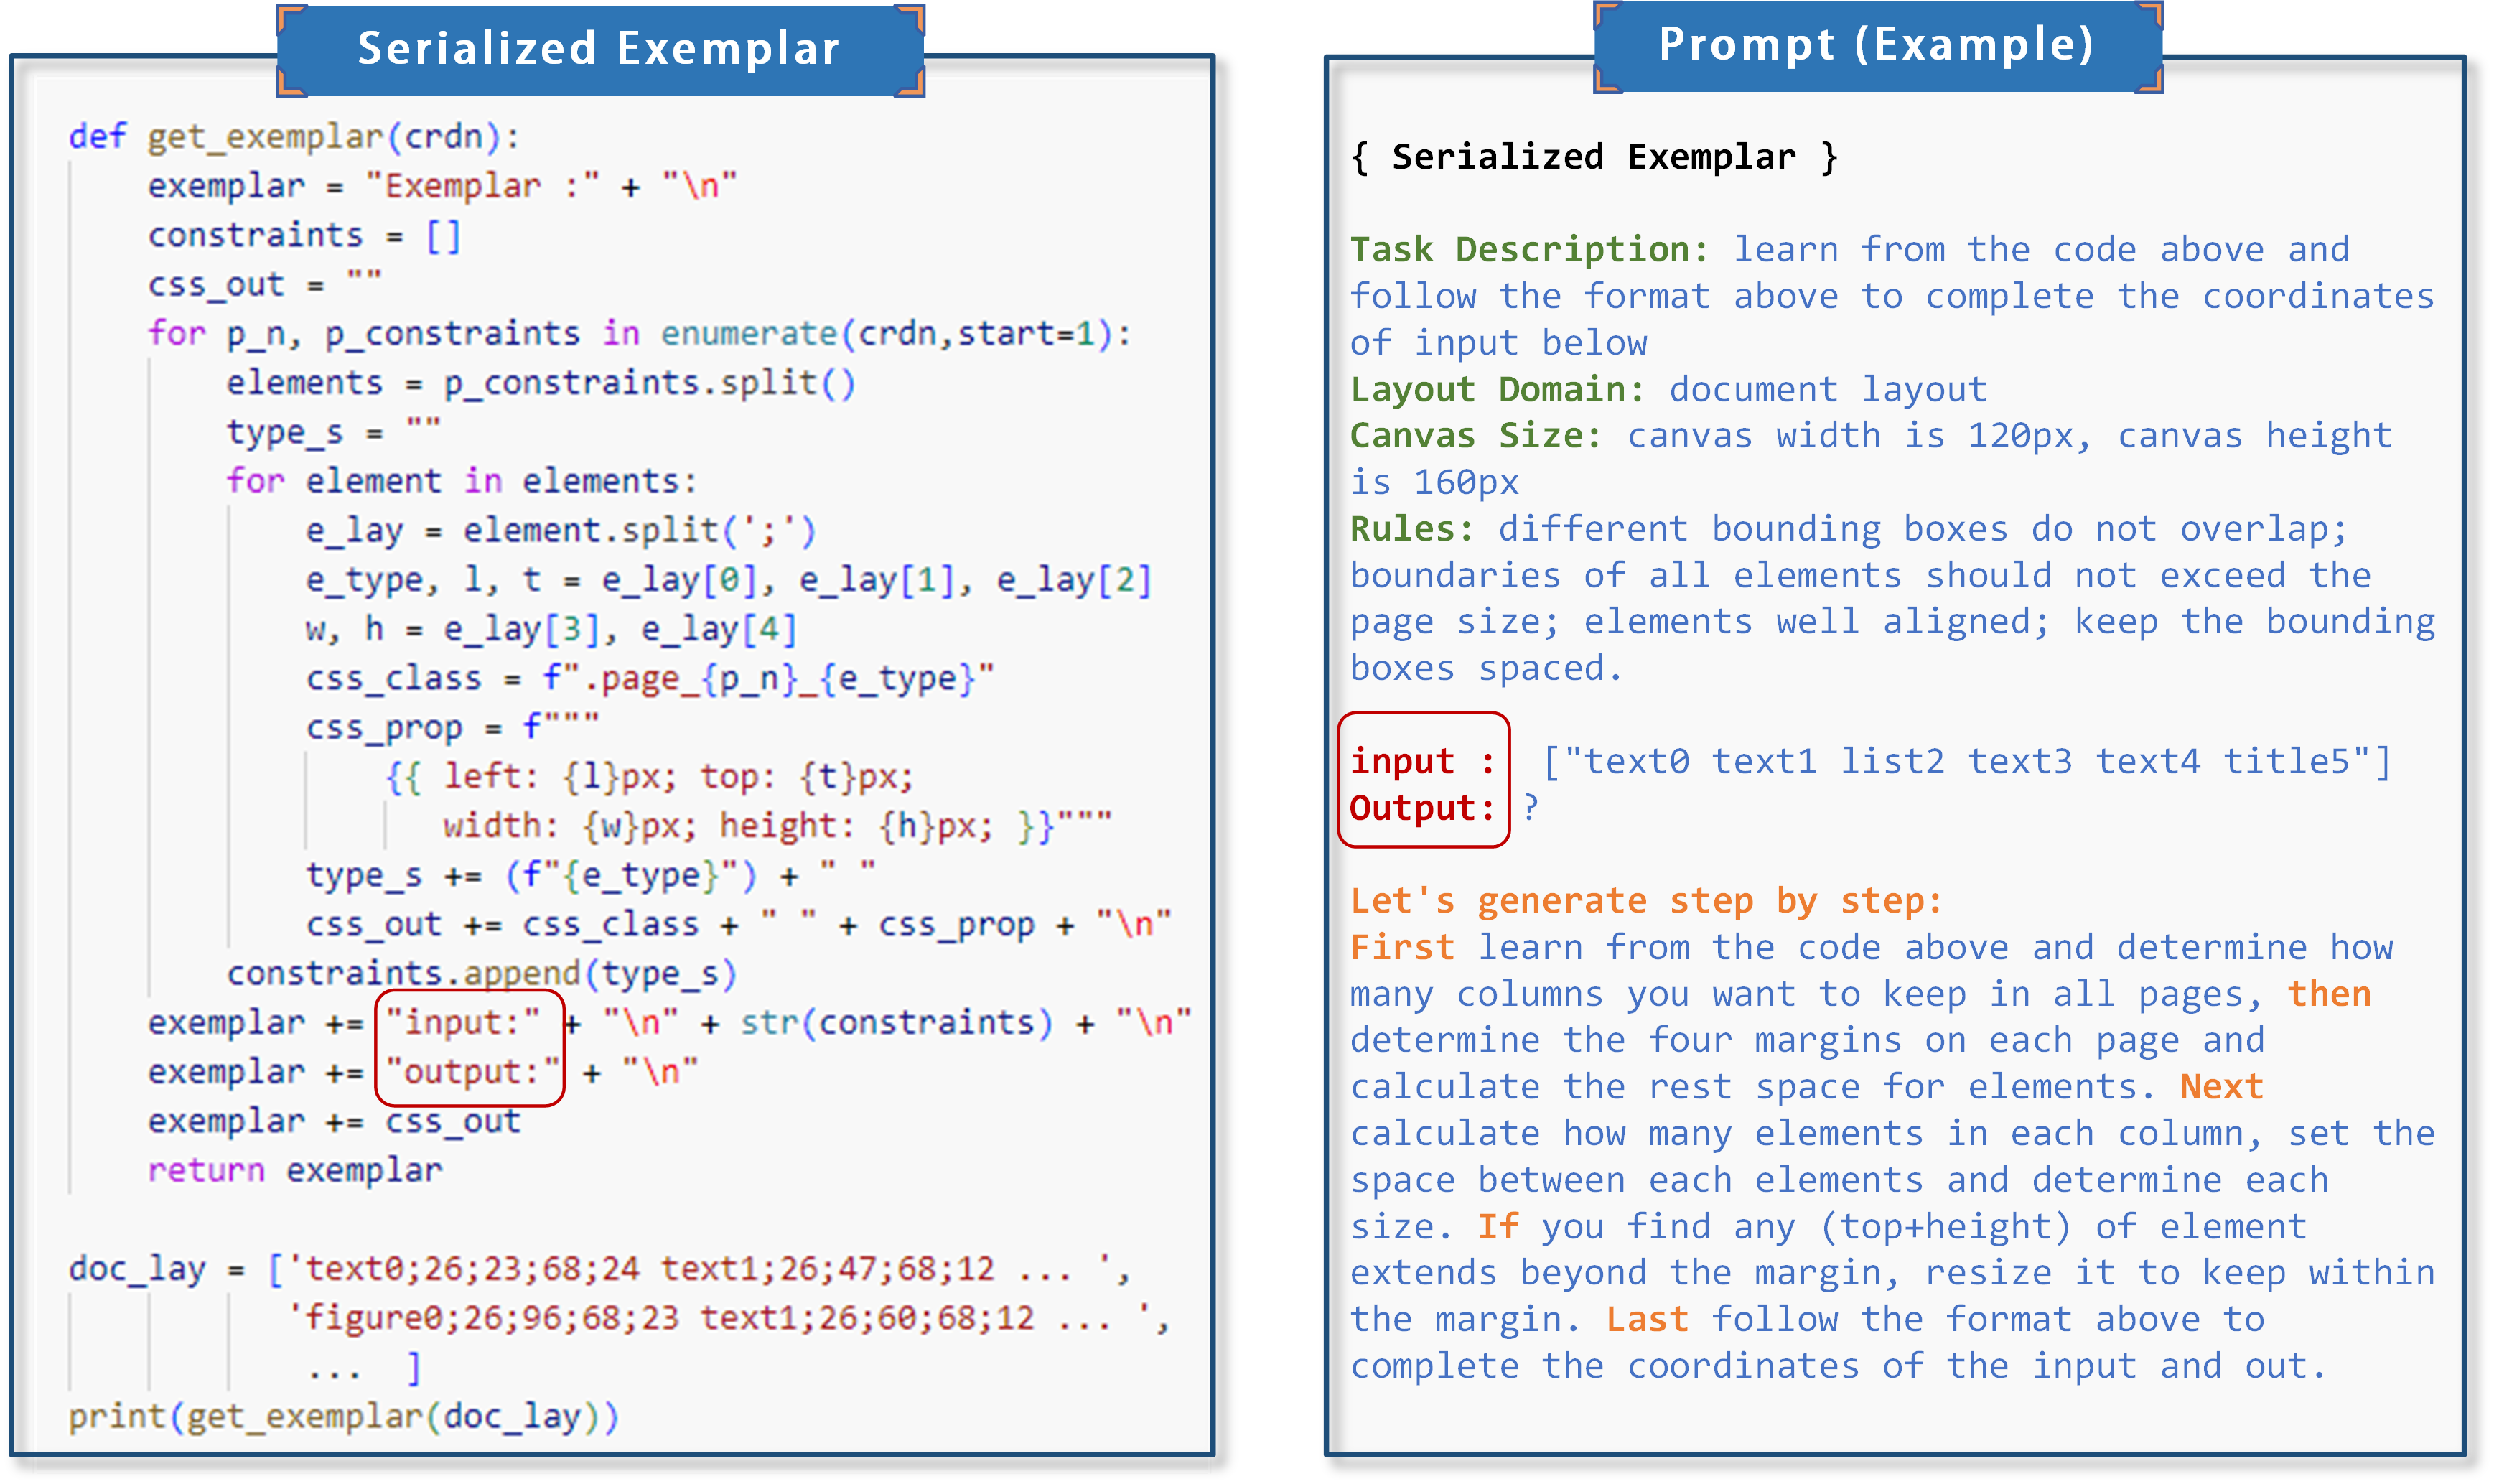 Serialized Exemplar
def get_exemplar(crdn):
    exemplar = "Exemplar :" + "\n"
    constraints = []
    css_out = ""
    for p_n, p_constraints in enumerate(crdn,start=1):
        elements = p_constraints.split()
        type_s = ""
        for element in elements:
            e_lay = element.split(';')
            e_type, l, t = e_lay[0], e_lay[1], e_lay[2]
            w, h = e_lay[3], e_lay[4]
            css_class = f".page_{p_n}_{e_type}"
            css_prop = f"""
                {{ left: {l}px; top: {t}px;
                   width: {w}px; height: {h}px; }}"""
            type_s += (f"{e_type}") + " "
            css_out += css_class + " " + css_prop + "\n"
        constraints.append(type_s)
    exemplar += "input:" + "\n" + str(constraints) + "\n"
    exemplar += "output:" + "\n"
    exemplar += css_out
    return exemplar
doc_lay = ['text0;26;23;68;24 text1;26;47;68;12 ... ',
           'figure0;26;96;68;23 text1;26;60;68;12 ... ',
            ...  ]
print(get_exemplar(doc_lay))
Prompt (Example)
{ Serialized Exemplar }
Task Description: learn from the code above and
follow the format above to complete the coordinates
of input below
Layout Domain: document layout
Canvas Size: canvas width is 120px, canvas height
is 160px
Rules: different bounding boxes do not overlap;
boundaries of all elements should not exceed the
page size; elements well aligned; keep the bounding
boxes spaced.
input : ["text0 text1 list2 text3 text4 title5"]
Output: ?
Let's generate step by step:
First learn from the code above and determine how
many columns you want to keep in all pages, then
determine the four margins on each page and
calculate the rest space for elements. Next
calculate how many elements in each column, set the
space between each elements and determine each
size. If you find any (top+height) of element
extends beyond the margin, resize it to keep within
the margin. Last follow the format above to
complete the coordinates of the input and out.